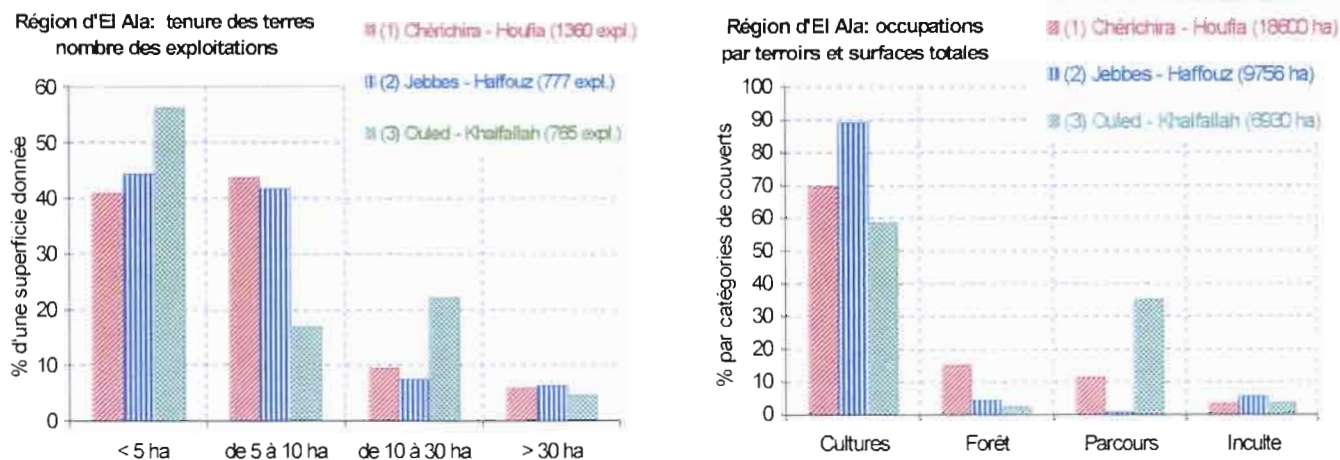 Région d'El Ala: tenure des terres
nombre des exploitations
(1) Chérichira - Houfia (1360 expl.)
(2) Jebbes - Haffouz (777 expl.)
(3) Ouled - Khalfallah (765 expl.)
% d'une superficie donnée
60
50
40
30
20
10
0
< 5 ha
de 5 à 10 ha
de 10 à 30 ha
> 30 ha
Région d'El Ala: occupations
par terroirs et surfaces totales
(1) Chérichira - Houfia (18600 ha)
(2) Jebbes - Haffouz (9756 ha)
(3) Ouled - Khalfallah (6930 ha)
% par catégories de couverts
100
90
80
70
60
50
40
30
20
10
0
Cultures
Forêt
Parcours
Inculte